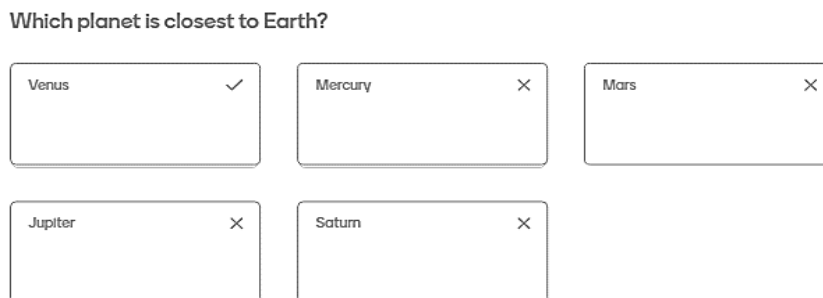 Which planet is closest to Earth?
Venus
Mercury
Mars
Jupiter
Saturn